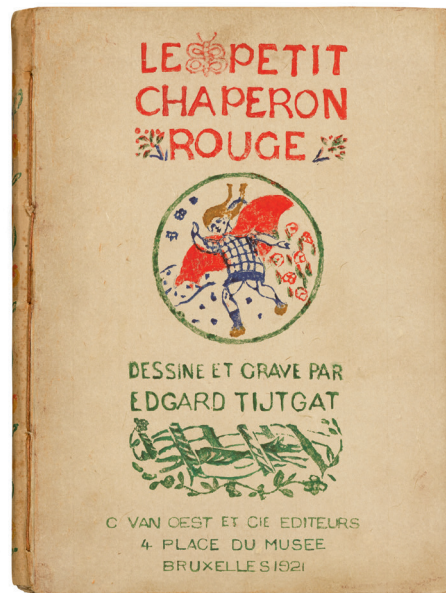 LE PETIT
CHAPERON
ROUGE
DESSINE ET GRAVE PAR
EDGARD TIJTGAT
G VAN OEST ET CIE EDITEURS
4 PLACE DU MUSEE
BRUXELLES 1921